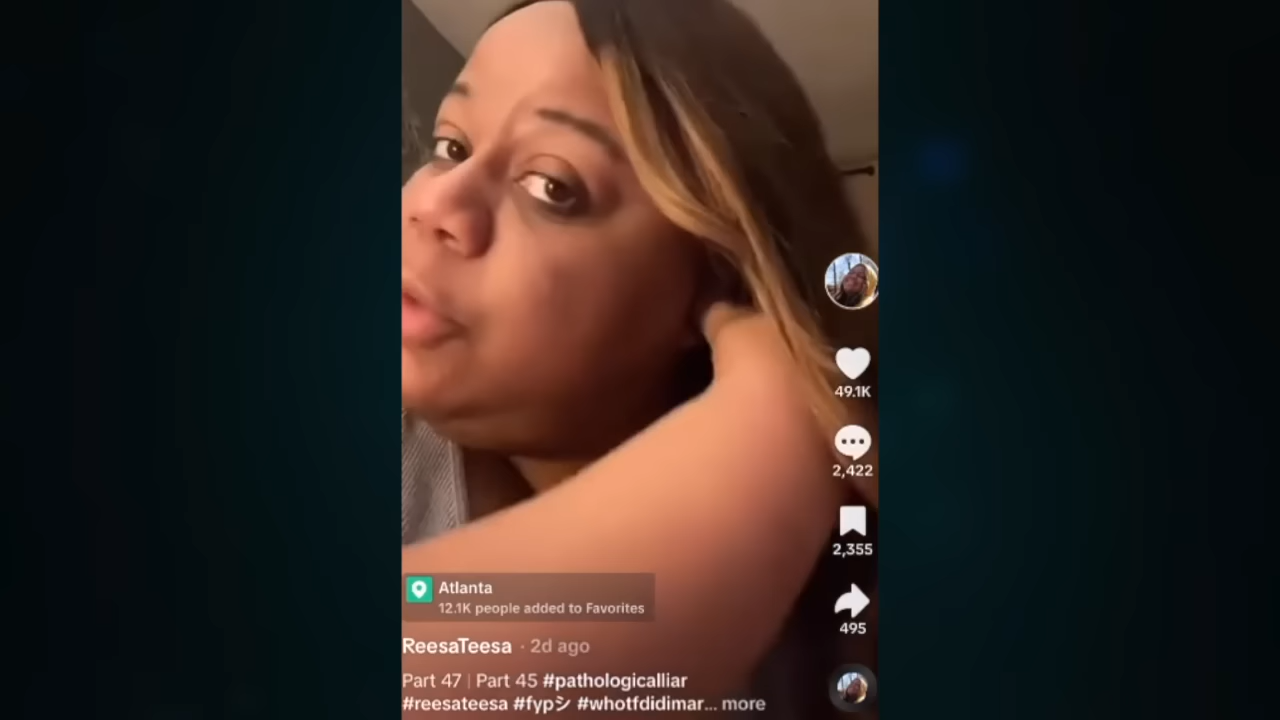 49.1K
2,422
2,355
495
Atlanta
12.1K people added to Favorites
ReesaTeesa · 2d ago
Part 47 | Part 45 #pathologicalliar
#reesateesa #fypシ #whotfdidimar... more